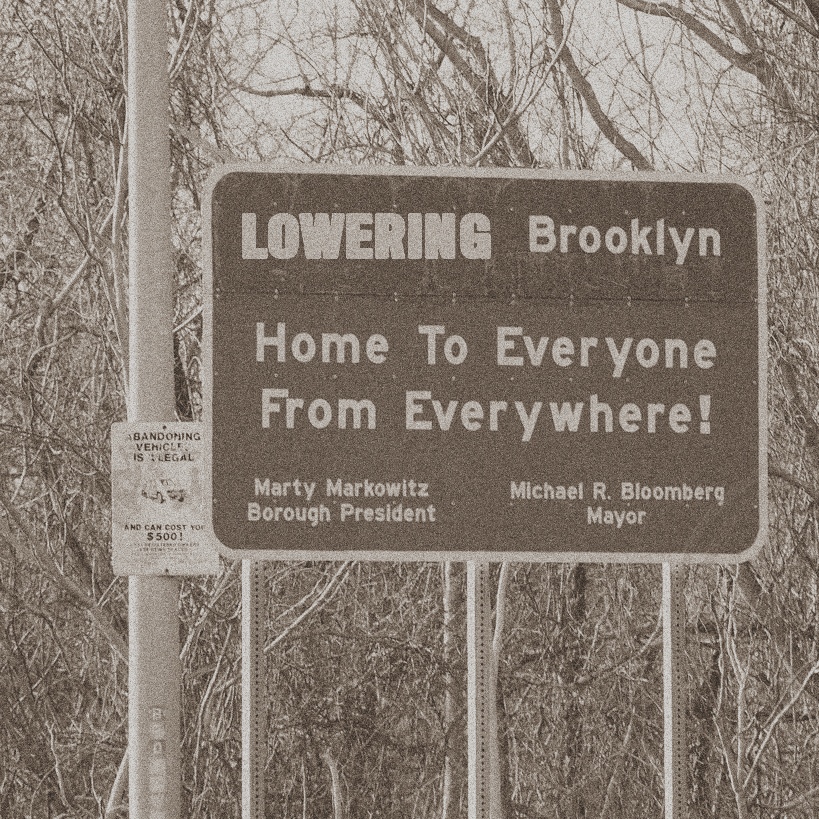 LOWERING Brooklyn
Home To Everyone
From Everywhere!
Marty Markowitz
Borough President
Michael R. Bloomberg
Mayor
ABANDONING
VEHICLES
IS ILLEGAL
AND CAN COST YOU
$500!